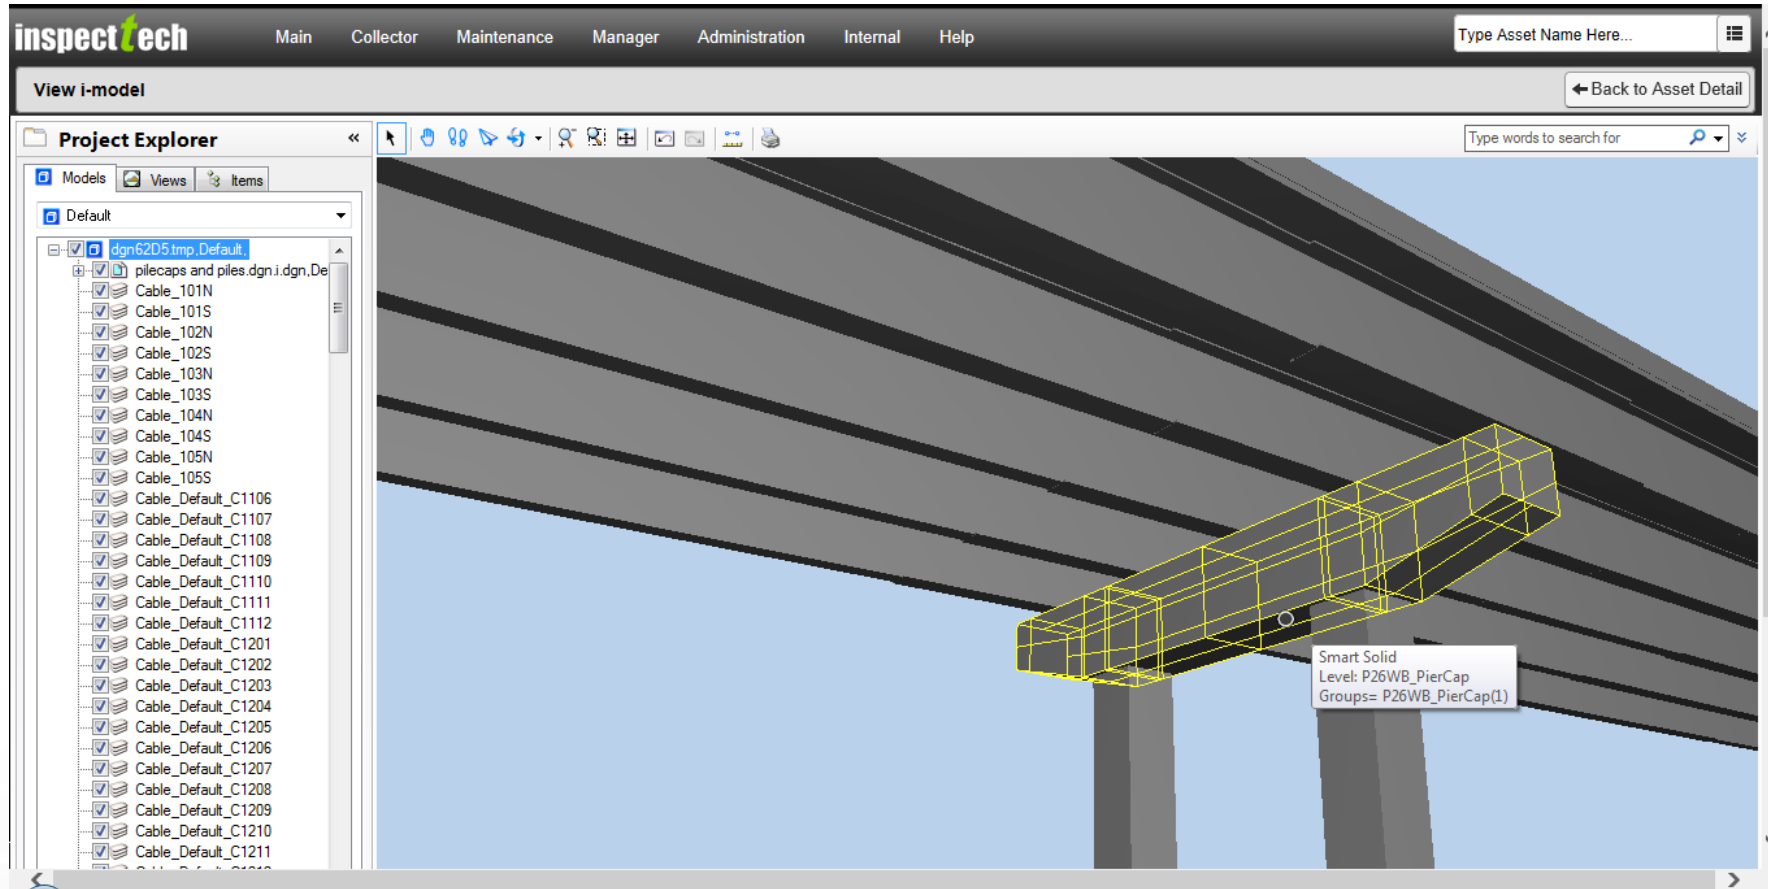 inspecttech
Main Collector Maintenance Manager Administration Internal Help
Type Asset Name Here...
View i-model
Back to Asset Detail
Project Explorer
«
Type words to search for
Models Views Items
Default
dgn62D5.tmp,Default,
pilecaps and piles.dgn.i.dgn,De
Cable_101N
Cable_101S
Cable_102N
Cable_102S
Cable_103N
Cable_103S
Cable_104N
Cable_104S
Cable_105N
Cable_105S
Cable_Default_C1106
Cable_Default_C1107
Cable_Default_C1108
Cable_Default_C1109
Cable_Default_C1110
Cable_Default_C1111
Cable_Default_C1112
Cable_Default_C1201
Cable_Default_C1202
Cable_Default_C1203
Cable_Default_C1204
Cable_Default_C1205
Cable_Default_C1206
Cable_Default_C1207
Cable_Default_C1208
Cable_Default_C1209
Cable_Default_C1210
Cable_Default_C1211
Smart Solid
Level: P26WB_PierCap
Groups= P26WB_PierCap(1)